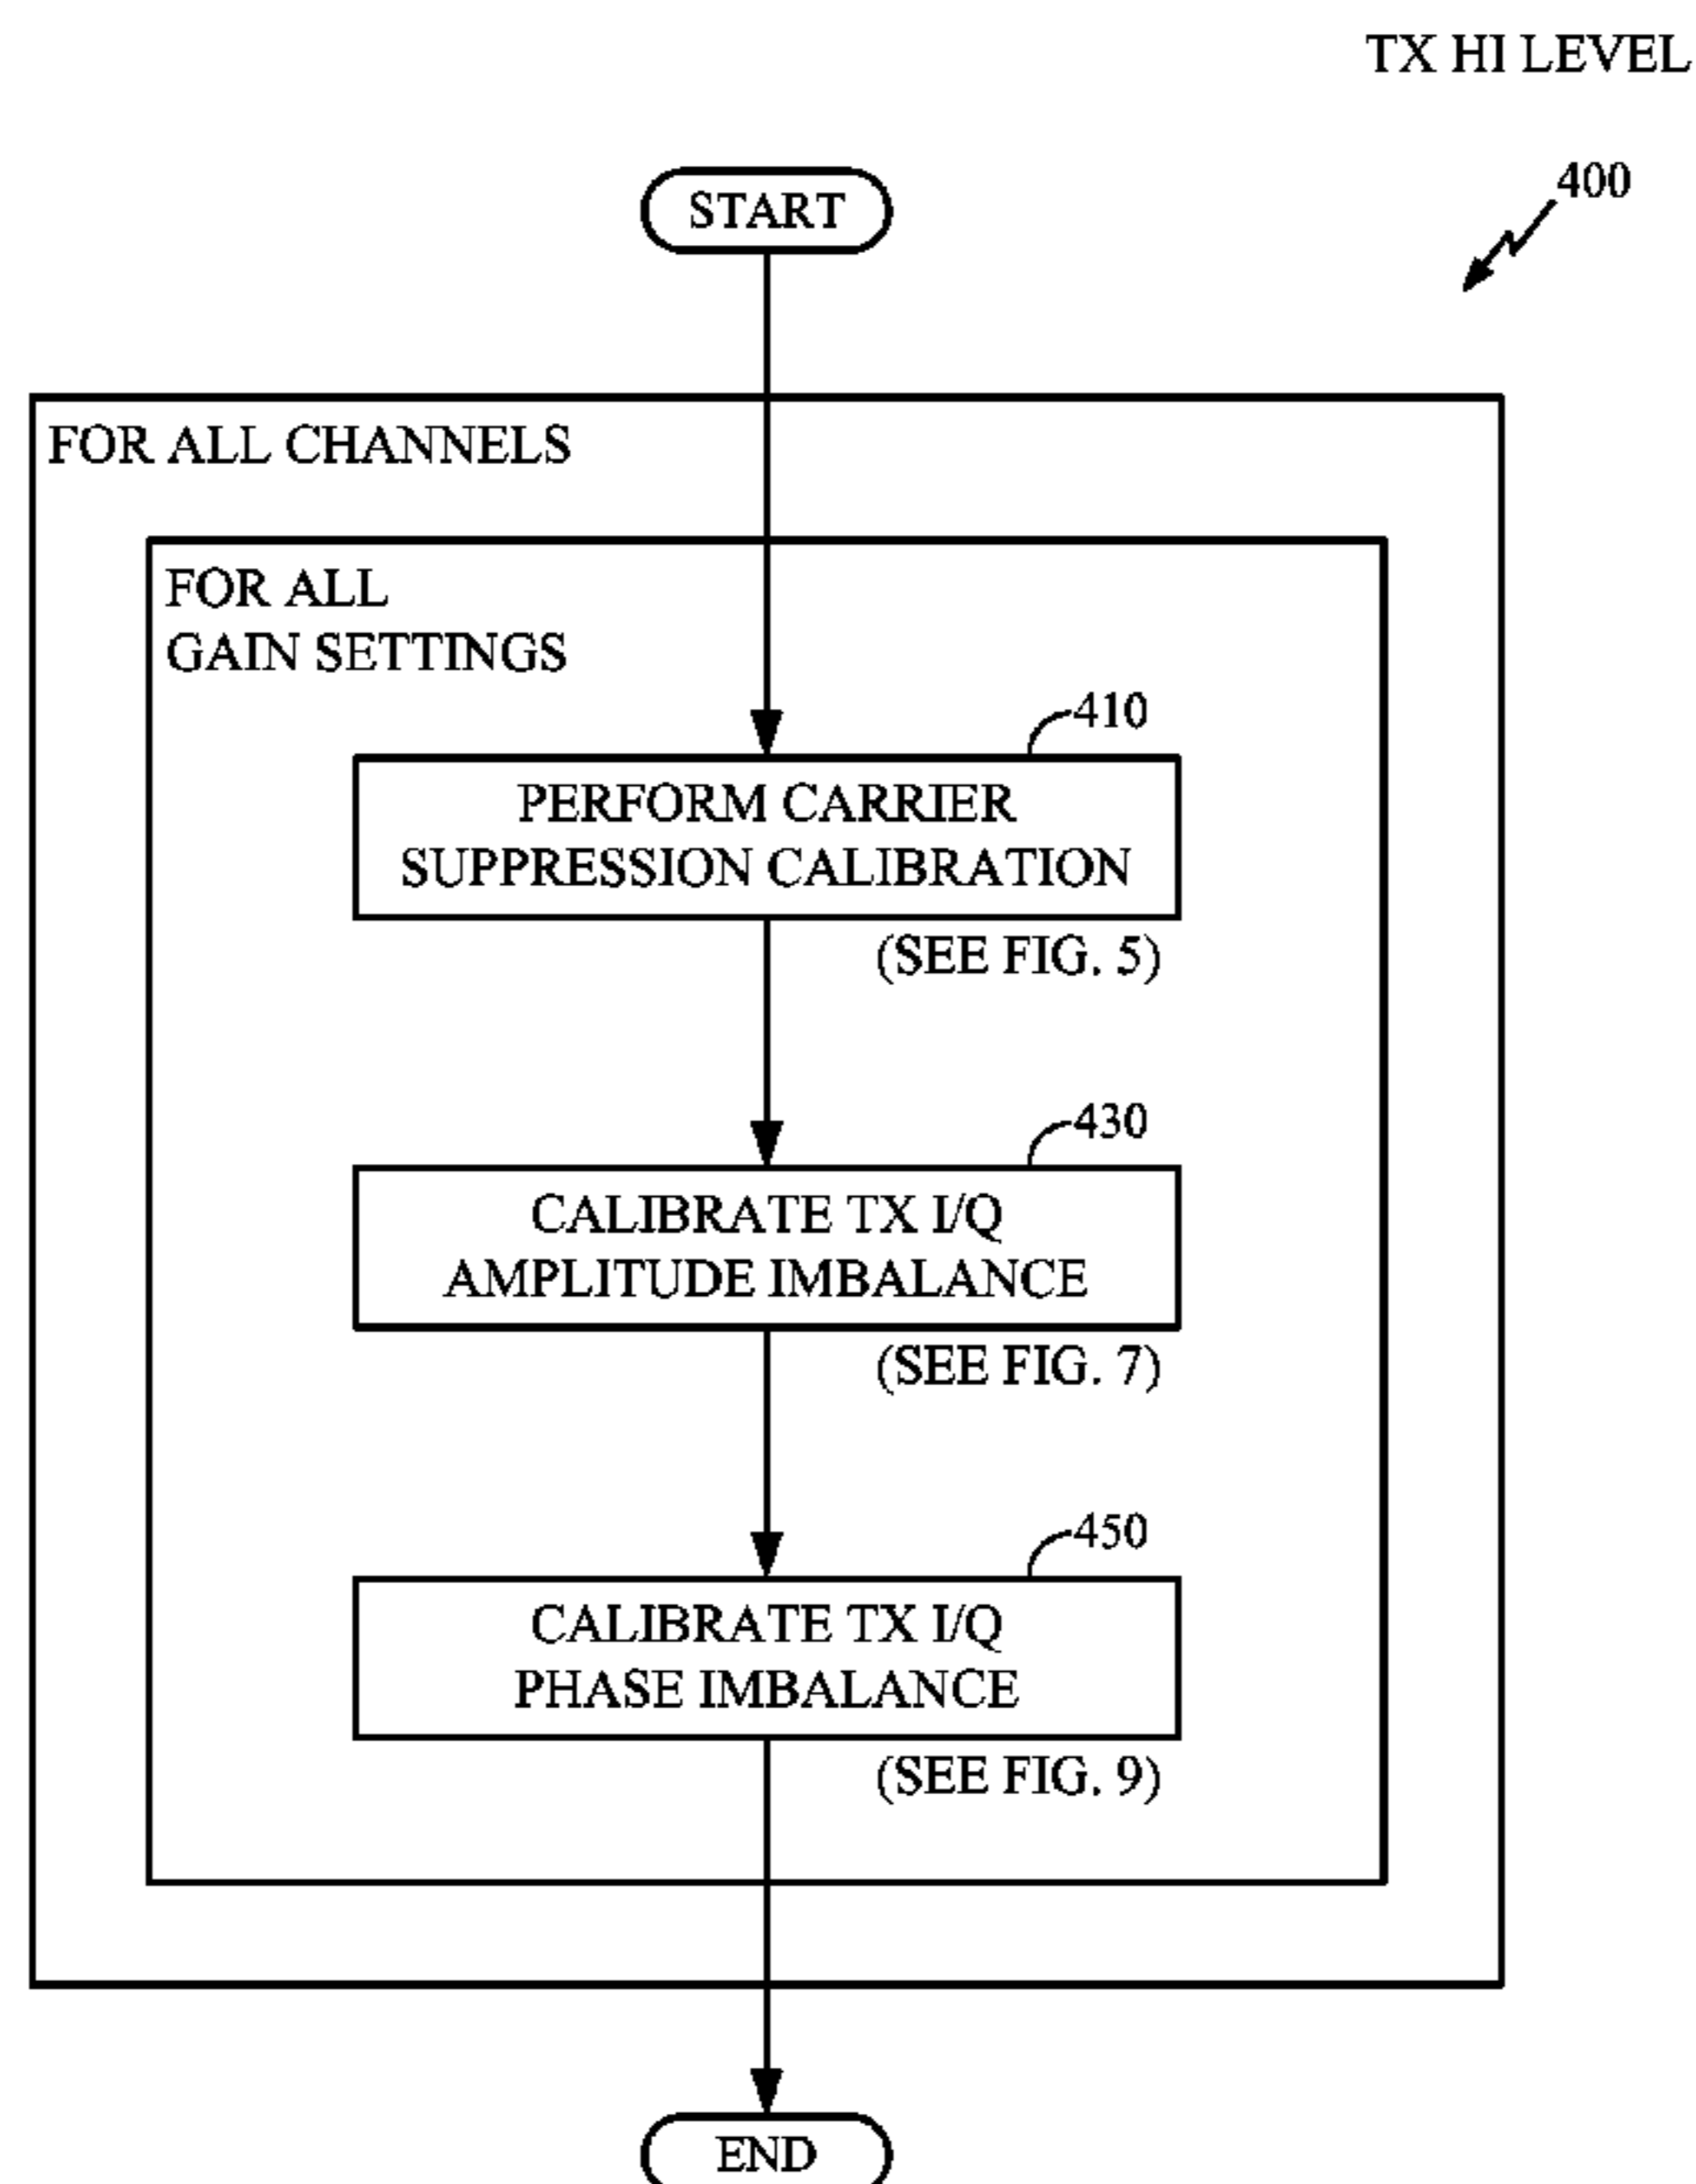 TX HI LEVEL
400
START
FOR ALL CHANNELS
FOR ALL
GAIN SETTINGS
410
PERFORM CARRIER
SUPPRESSION CALIBRATION
(SEE FIG. 5)
430
CALIBRATE TX I/Q
AMPLITUDE IMBALANCE
(SEE FIG. 7)
450
CALIBRATE TX I/Q
PHASE IMBALANCE
(SEE FIG. 9)
END